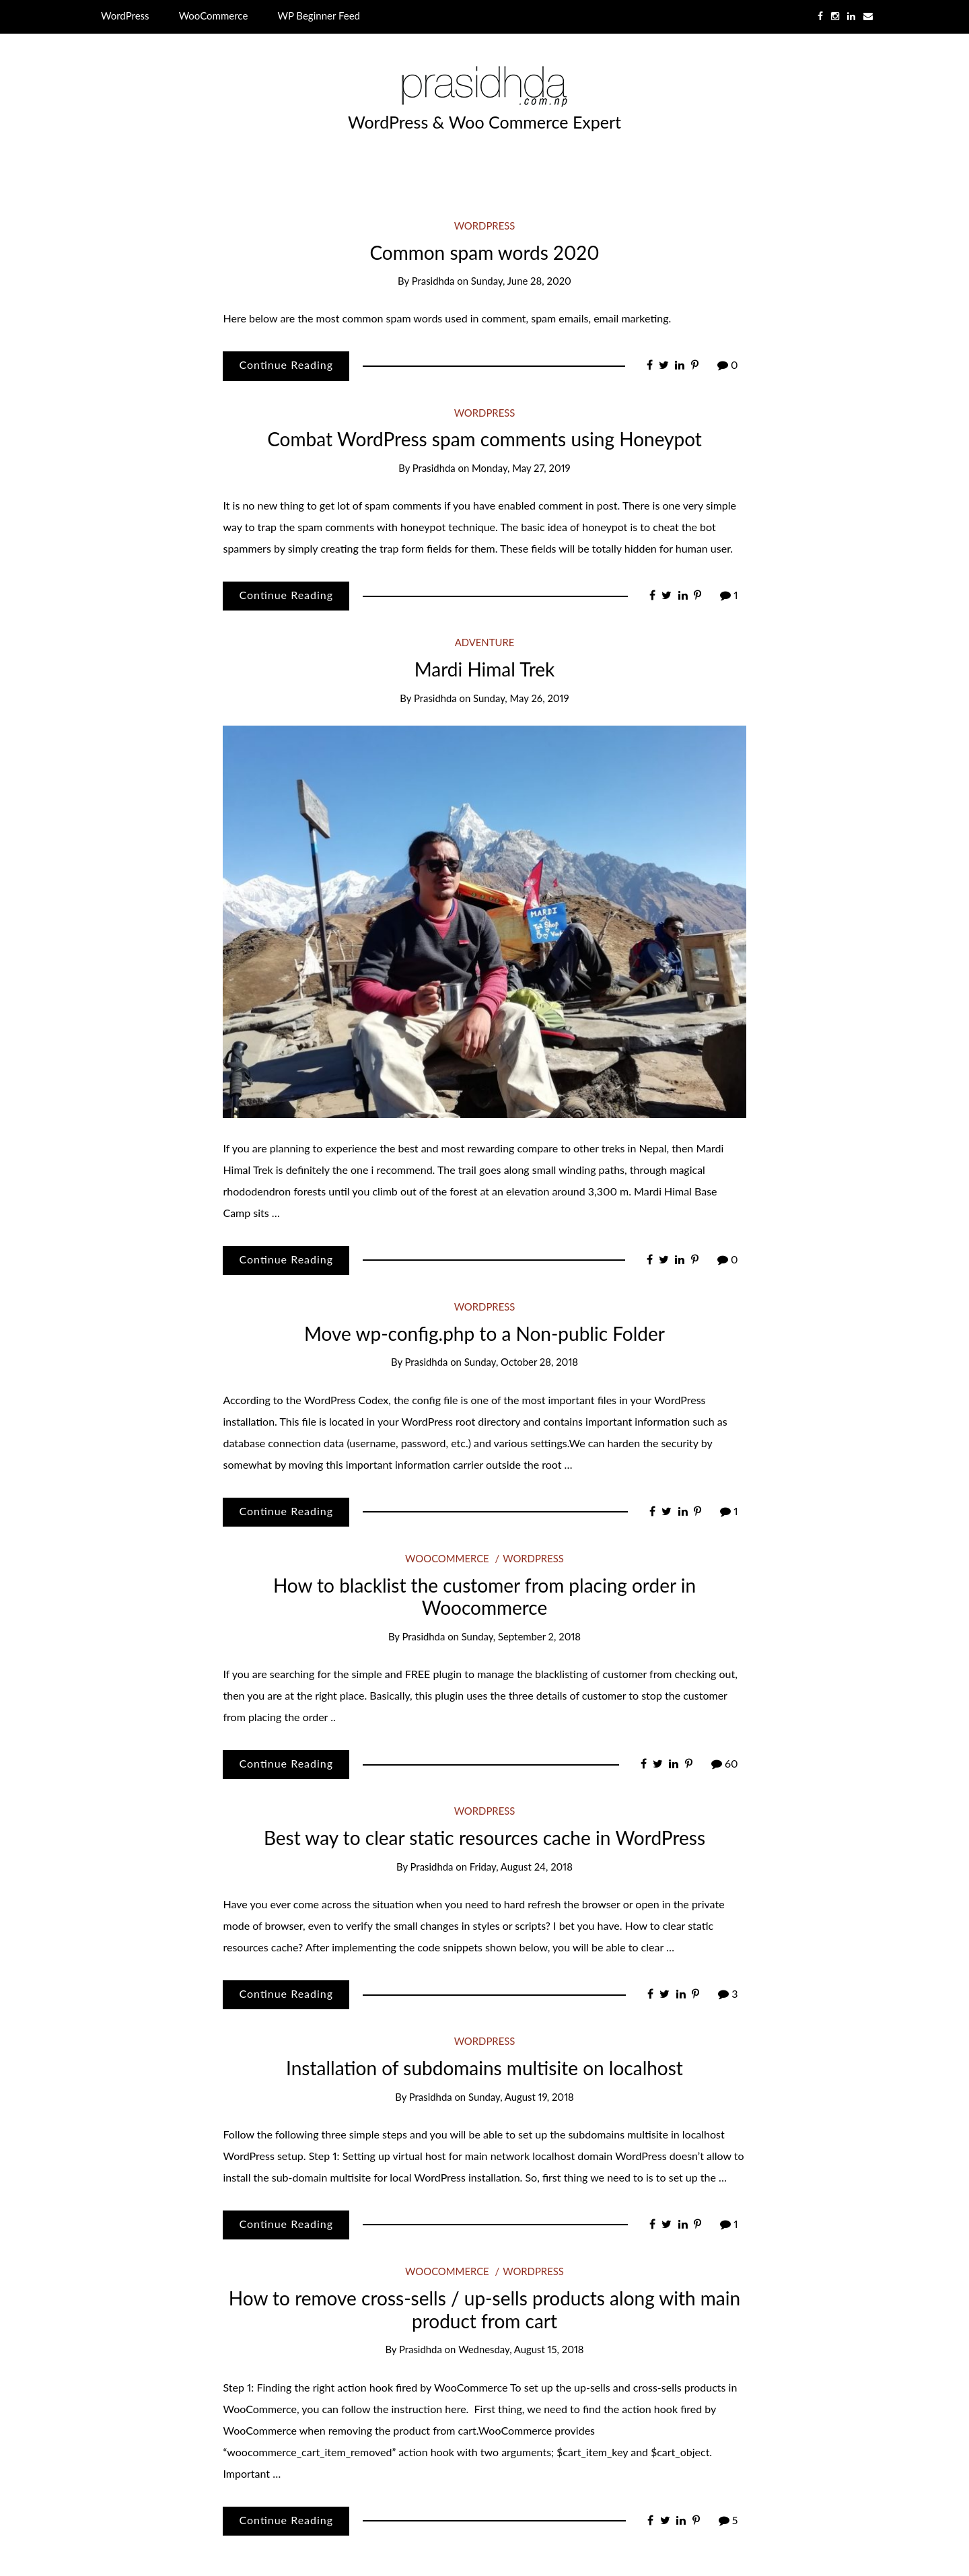 WordPress WooCommerce WP Beginner Feed
prasidhda
.com.np
WordPress & Woo Commerce Expert
WORDPRESS
Common spam words 2020
By Prasidhda on Sunday, June 28, 2020
Here below are the most common spam words used in comment, spam emails, email marketing.
Continue Reading 0
WORDPRESS
Combat WordPress spam comments using Honeypot
By Prasidhda on Monday, May 27, 2019
It is no new thing to get lot of spam comments if you have enabled comment in post. There is one very simple
way to trap the spam comments with honeypot technique. The basic idea of honeypot is to cheat the bot
spammers by simply creating the trap form fields for them. These fields will be totally hidden for human user.
Continue Reading 1
ADVENTURE
Mardi Himal Trek
By Prasidhda on Sunday, May 26, 2019
MARDI
If you are planning to experience the best and most rewarding compare to other treks in Nepal, then Mardi
Himal Trek is definitely the one i recommend. The trail goes along small winding paths, through magical
rhododendron forests until you climb out of the forest at an elevation around 3,300 m. Mardi Himal Base
Camp sits …
Continue Reading 0
WORDPRESS
Move wp-config.php to a Non-public Folder
By Prasidhda on Sunday, October 28, 2018
According to the WordPress Codex, the config file is one of the most important files in your WordPress
installation. This file is located in your WordPress root directory and contains important information such as
database connection data (username, password, etc.) and various settings.We can harden the security by
somewhat by moving this important information carrier outside the root …
Continue Reading 1
WOOCOMMERCE / WORDPRESS
How to blacklist the customer from placing order in
Woocommerce
By Prasidhda on Sunday, September 2, 2018
If you are searching for the simple and FREE plugin to manage the blacklisting of customer from checking out,
then you are at the right place. Basically, this plugin uses the three details of customer to stop the customer
from placing the order ..
Continue Reading 60
WORDPRESS
Best way to clear static resources cache in WordPress
By Prasidhda on Friday, August 24, 2018
Have you ever come across the situation when you need to hard refresh the browser or open in the private
mode of browser, even to verify the small changes in styles or scripts? I bet you have. How to clear static
resources cache? After implementing the code snippets shown below, you will be able to clear …
Continue Reading 3
WORDPRESS
Installation of subdomains multisite on localhost
By Prasidhda on Sunday, August 19, 2018
Follow the following three simple steps and you will be able to set up the subdomains multisite in localhost
WordPress setup. Step 1: Setting up virtual host for main network localhost domain WordPress doesn’t allow to
install the sub-domain multisite for local WordPress installation. So, first thing we need to is to set up the …
Continue Reading 1
WOOCOMMERCE / WORDPRESS
How to remove cross-sells / up-sells products along with main
product from cart
By Prasidhda on Wednesday, August 15, 2018
Step 1: Finding the right action hook fired by WooCommerce To set up the up-sells and cross-sells products in
WooCommerce, you can follow the instruction here.  First thing, we need to find the action hook fired by
WooCommerce when removing the product from cart.WooCommerce provides
“woocommerce_cart_item_removed” action hook with two arguments; $cart_item_key and $cart_object.
Important …
Continue Reading 5